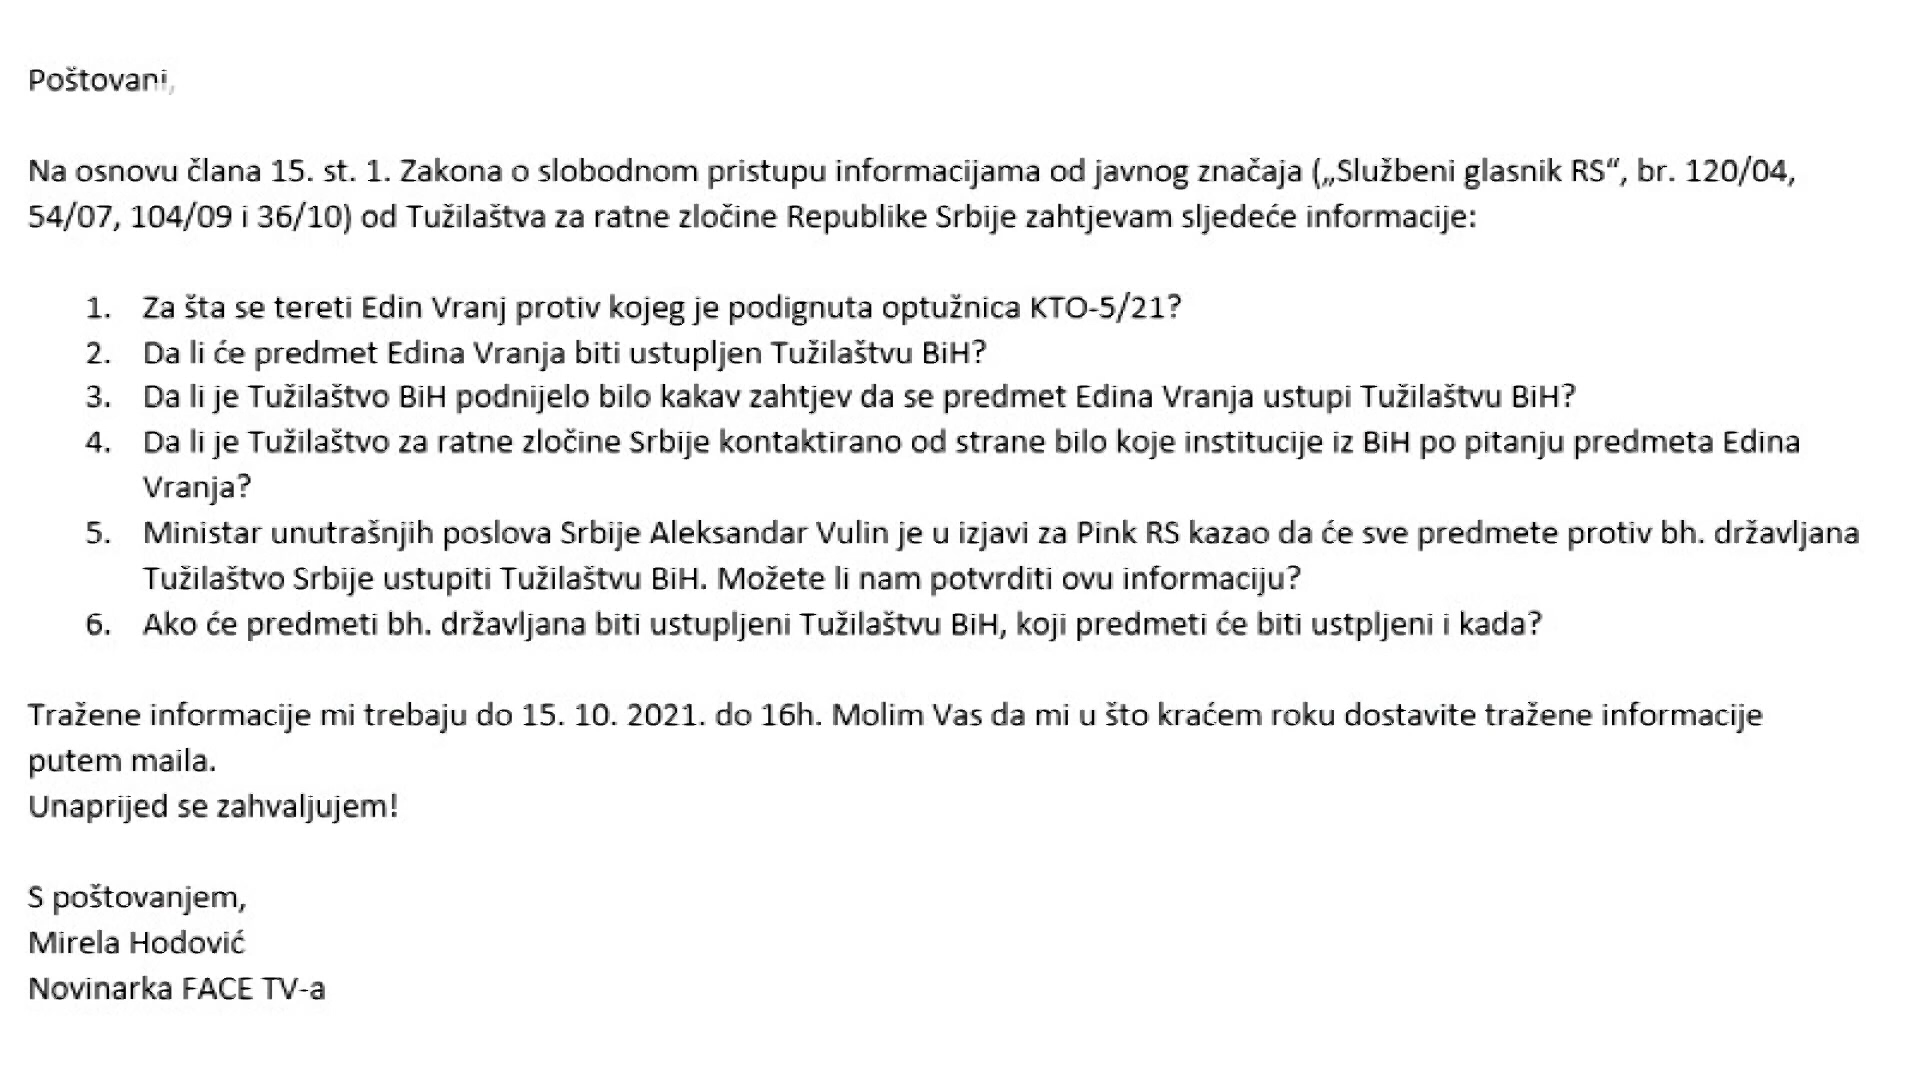 Poštovani,
Na osnovu člana 15. st. 1. Zakona o slobodnom pristupu informacijama od javnog značaja („Službeni glasnik RS“, br. 120/04,
54/07, 104/09 i 36/10) od Tužilaštva za ratne zločine Republike Srbije zahtjevam sljedeće informacije:
1. Za šta se tereti Edin Vranj protiv kojeg je podignuta optužnica KTO-5/21?
2. Da li će predmet Edina Vranja biti ustupljen Tužilaštvu BiH?
3. Da li je Tužilaštvo BiH podnijelo bilo kakav zahtjev da se predmet Edina Vranja ustupi Tužilaštvu BiH?
4. Da li je Tužilaštvo za ratne zločine Srbije kontaktirano od strane bilo koje institucije iz BiH po pitanju predmeta Edina
Vranja?
5. Ministar unutrašnjih poslova Srbije Aleksandar Vulin je u izjavi za Pink RS kazao da će sve predmete protiv bh. državljana
Tužilaštvo Srbije ustupiti Tužilaštvu BiH. Možete li nam potvrditi ovu informaciju?
6. Ako će predmeti bh. državljana biti ustupljeni Tužilaštvu BiH, koji predmeti će biti ustpljeni i kada?
Tražene informacije mi trebaju do 15. 10. 2021. do 16h. Molim Vas da mi u što kraćem roku dostavite tražene informacije
putem maila.
Unaprijed se zahvaljujem!
S poštovanjem,
Mirela Hodović
Novinarka FACE TV-a